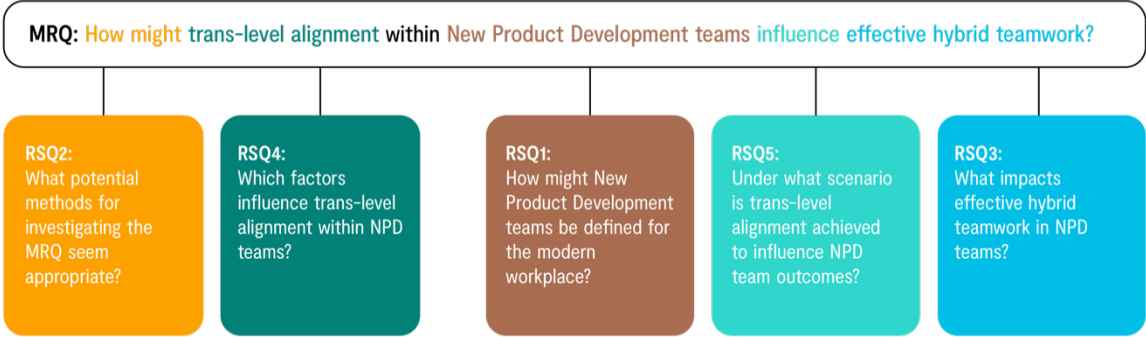 MRQ: How might trans-level alignment within New Product Development teams influence effective hybrid teamwork?
RSQ2:
What potential
methods for
investigating the
MRQ seem
appropriate?
RSQ4:
Which factors
influence trans-level
alignment within NPD
teams?
RSQ1:
How might New
Product Development
teams be defined for
the modern
workplace?
RSQ5:
Under what scenario
is trans-level
alignment achieved
to influence NPD
team outcomes?
RSQ3:
What impacts
effective hybrid
teamwork in NPD
teams?